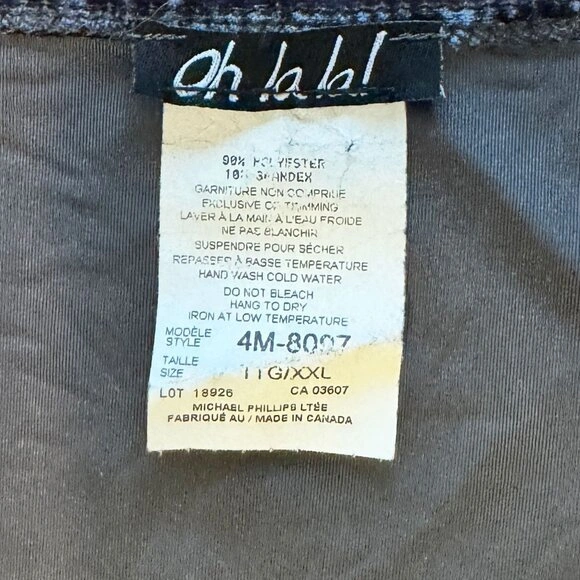 Oh la la!
90% POLYESTER
10% SPANDEX
GARNITURE NON COMPRISE
EXCLUSIVE OF TRIMMING
LAVER À LA MAIN À L'EAU FROIDE
NE PAS BLANCHIR
SUSPENDRE POUR SÉCHER
REPASSER À BASSE TEMPÉRATURE
HAND WASH COLD WATER
DO NOT BLEACH
HANG TO DRY
IRON AT LOW TEMPERATURE
MODÈLE
STYLE 4M-8007
TAILLE
SIZE TTG/XXL
LOT 18926 CA 03607
MICHAEL PHILLIPS LTÉE
FABRIQUÉ AU / MADE IN CANADA